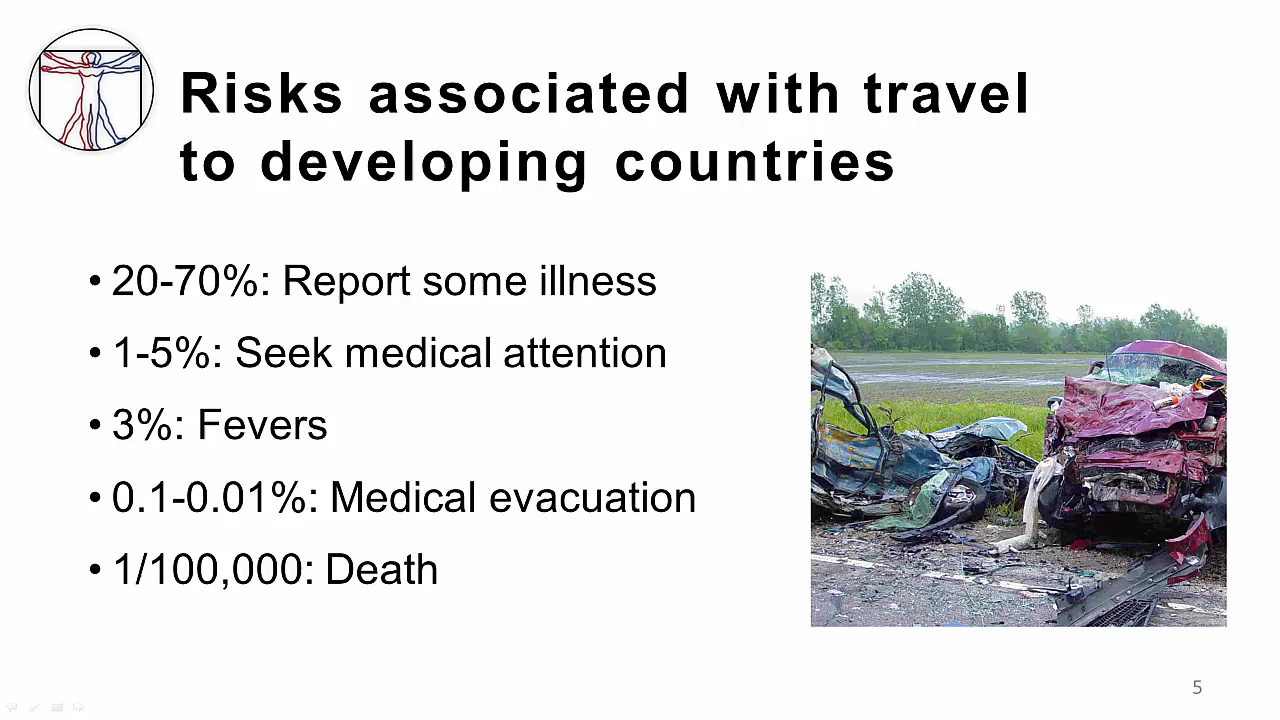 Risks associated with travel
to developing countries
• 20-70%: Report some illness
• 1-5%: Seek medical attention
• 3%: Fevers
• 0.1-0.01%: Medical evacuation
• 1/100,000: Death
5